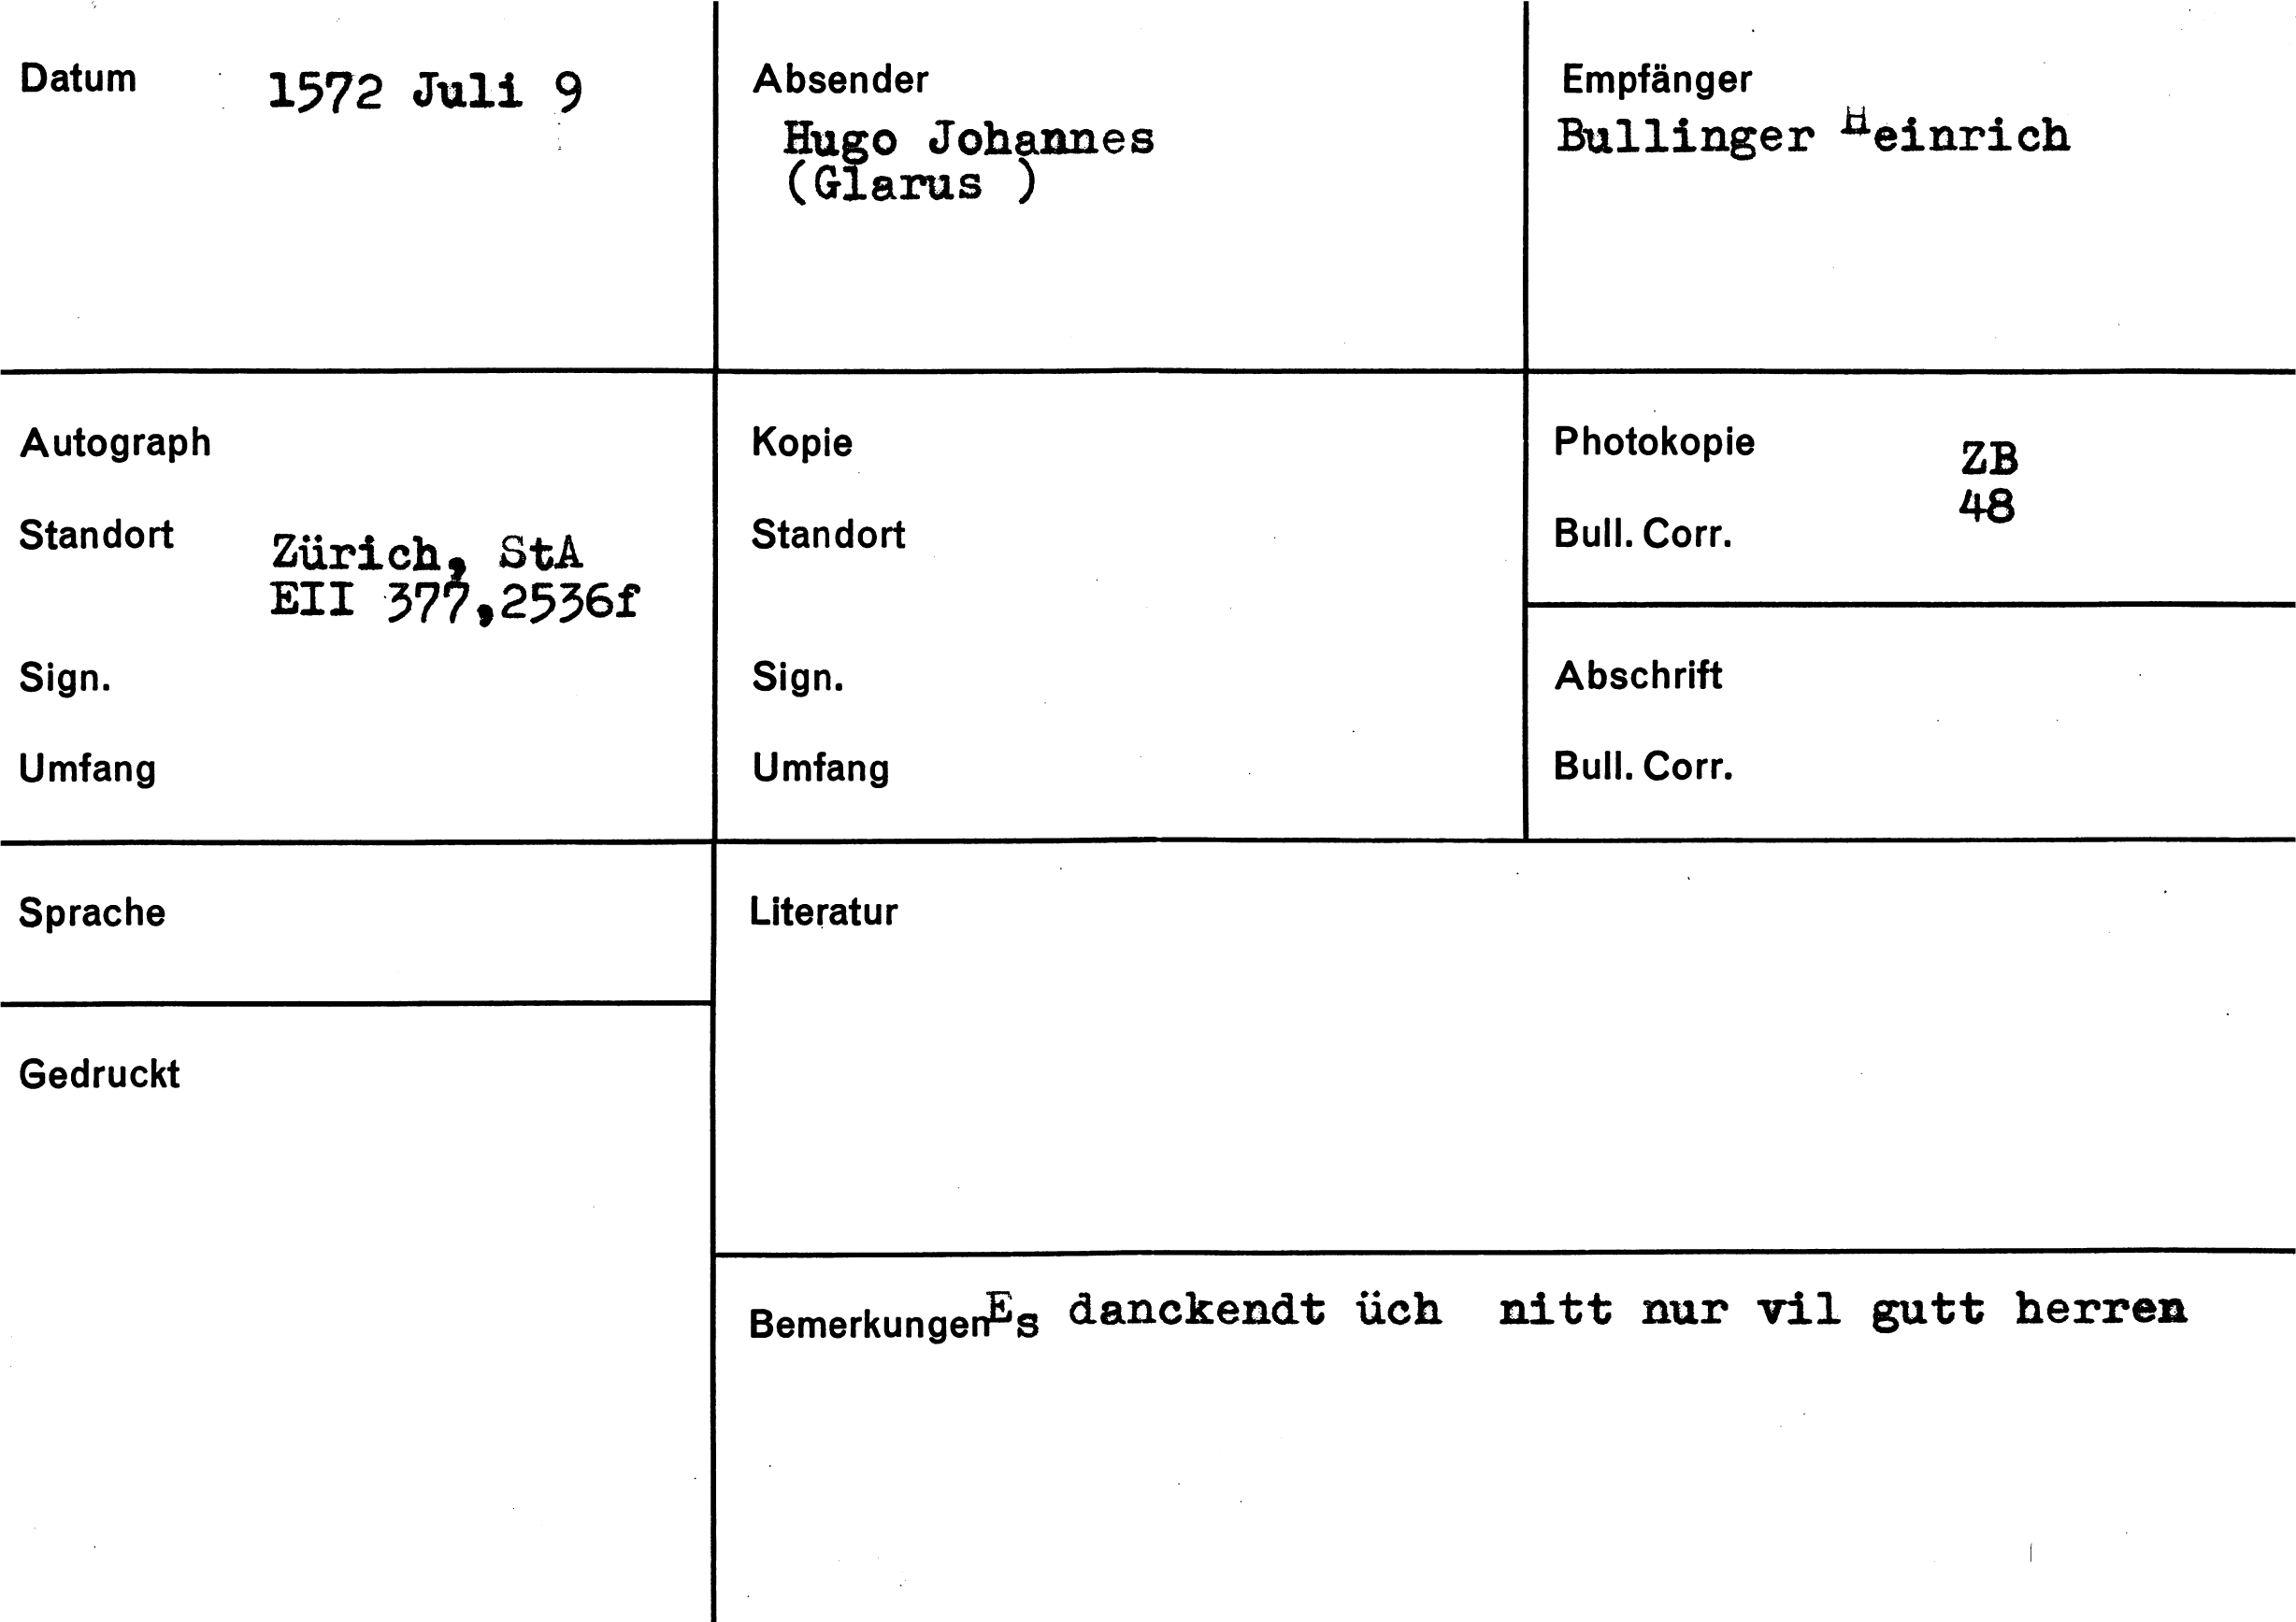 Datum 1572 Juli 9
Absender
Hugo Johannes
(Glarus )
Empfänger
Bullinger Heinrich
Autograph
Standort Zürich, StA
EII 377,2536f
Sign.
Umfang
Kopie
Standort
Sign.
Umfang
Photokopie ZB
48
Bull. Corr.
Abschrift
Bull. Corr.
Sprache
Literatur
Gedruckt
Bemerkungen Es danckendt üch nitt nur vil gutt herren